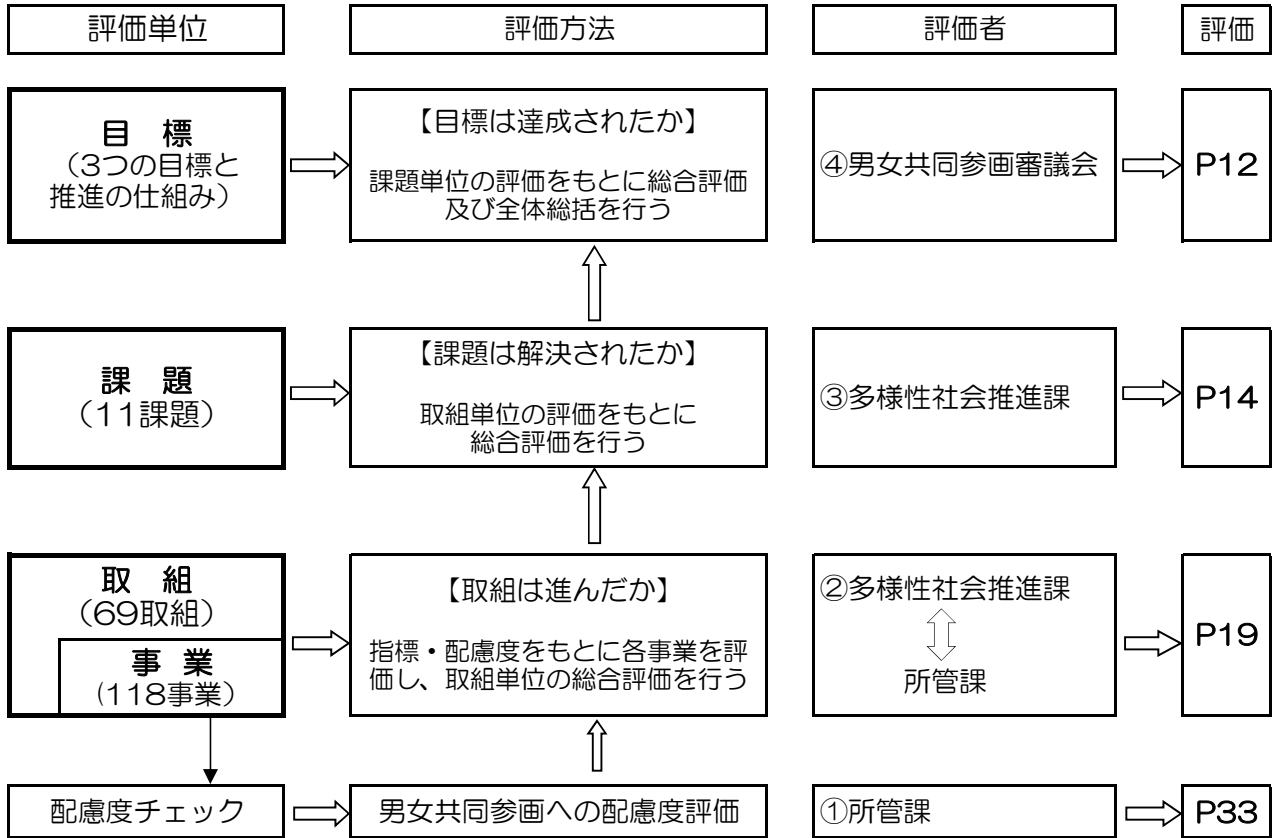 評価単位
評価方法
評価者
評価
目　標
（3つの目標と
推進の仕組み）
【目標は達成されたか】
課題単位の評価をもとに総合評価
及び全体総括を行う
④男女共同参画審議会
P12
課　題
（11課題）
【課題は解決されたか】
取組単位の評価をもとに
総合評価を行う
③多様性社会推進課
P14
取　組
（69取組）
事　業
（118事業）
【取組は進んだか】
指標・配慮度をもとに各事業を評
価し、取組単位の総合評価を行う
②多様性社会推進課
所管課
P19
配慮度チェック
男女共同参画への配慮度評価
①所管課
P33